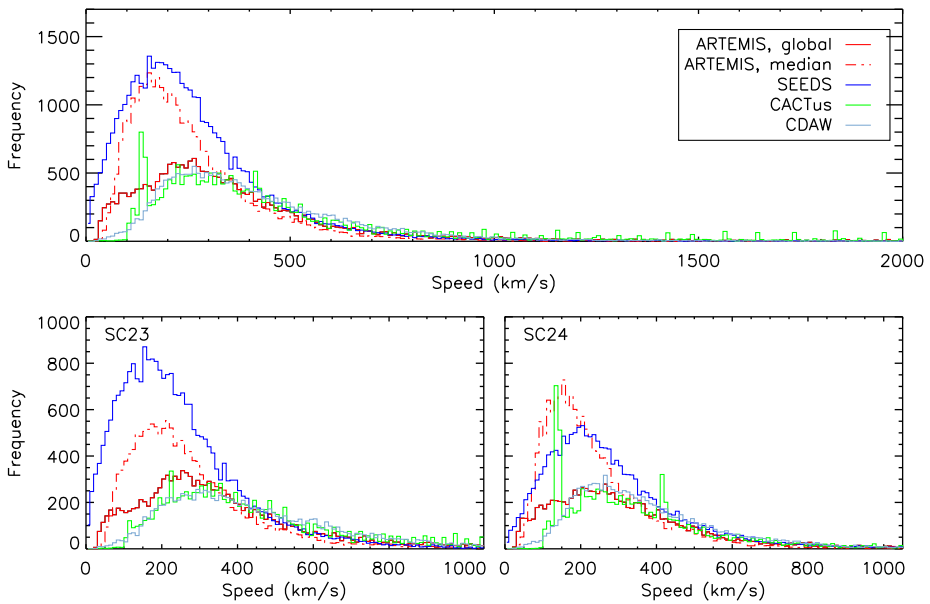 1500
1000
500
0
Frequency
0
500
1000
1500
2000
Speed (km/s)
ARTEMIS, global
ARTEMIS, median
SEEDS
CACTus
CDAW
SC23
1000
800
600
400
200
0
Frequency
0
200
400
600
800
1000
Speed (km/s)
SC24
0
200
400
600
800
1000
Speed (km/s)